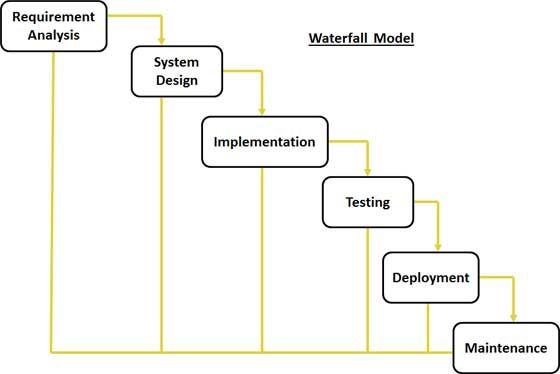 Requirement
Analysis
Waterfall Model
System
Design
Implementation
Testing
Deployment
Maintenance